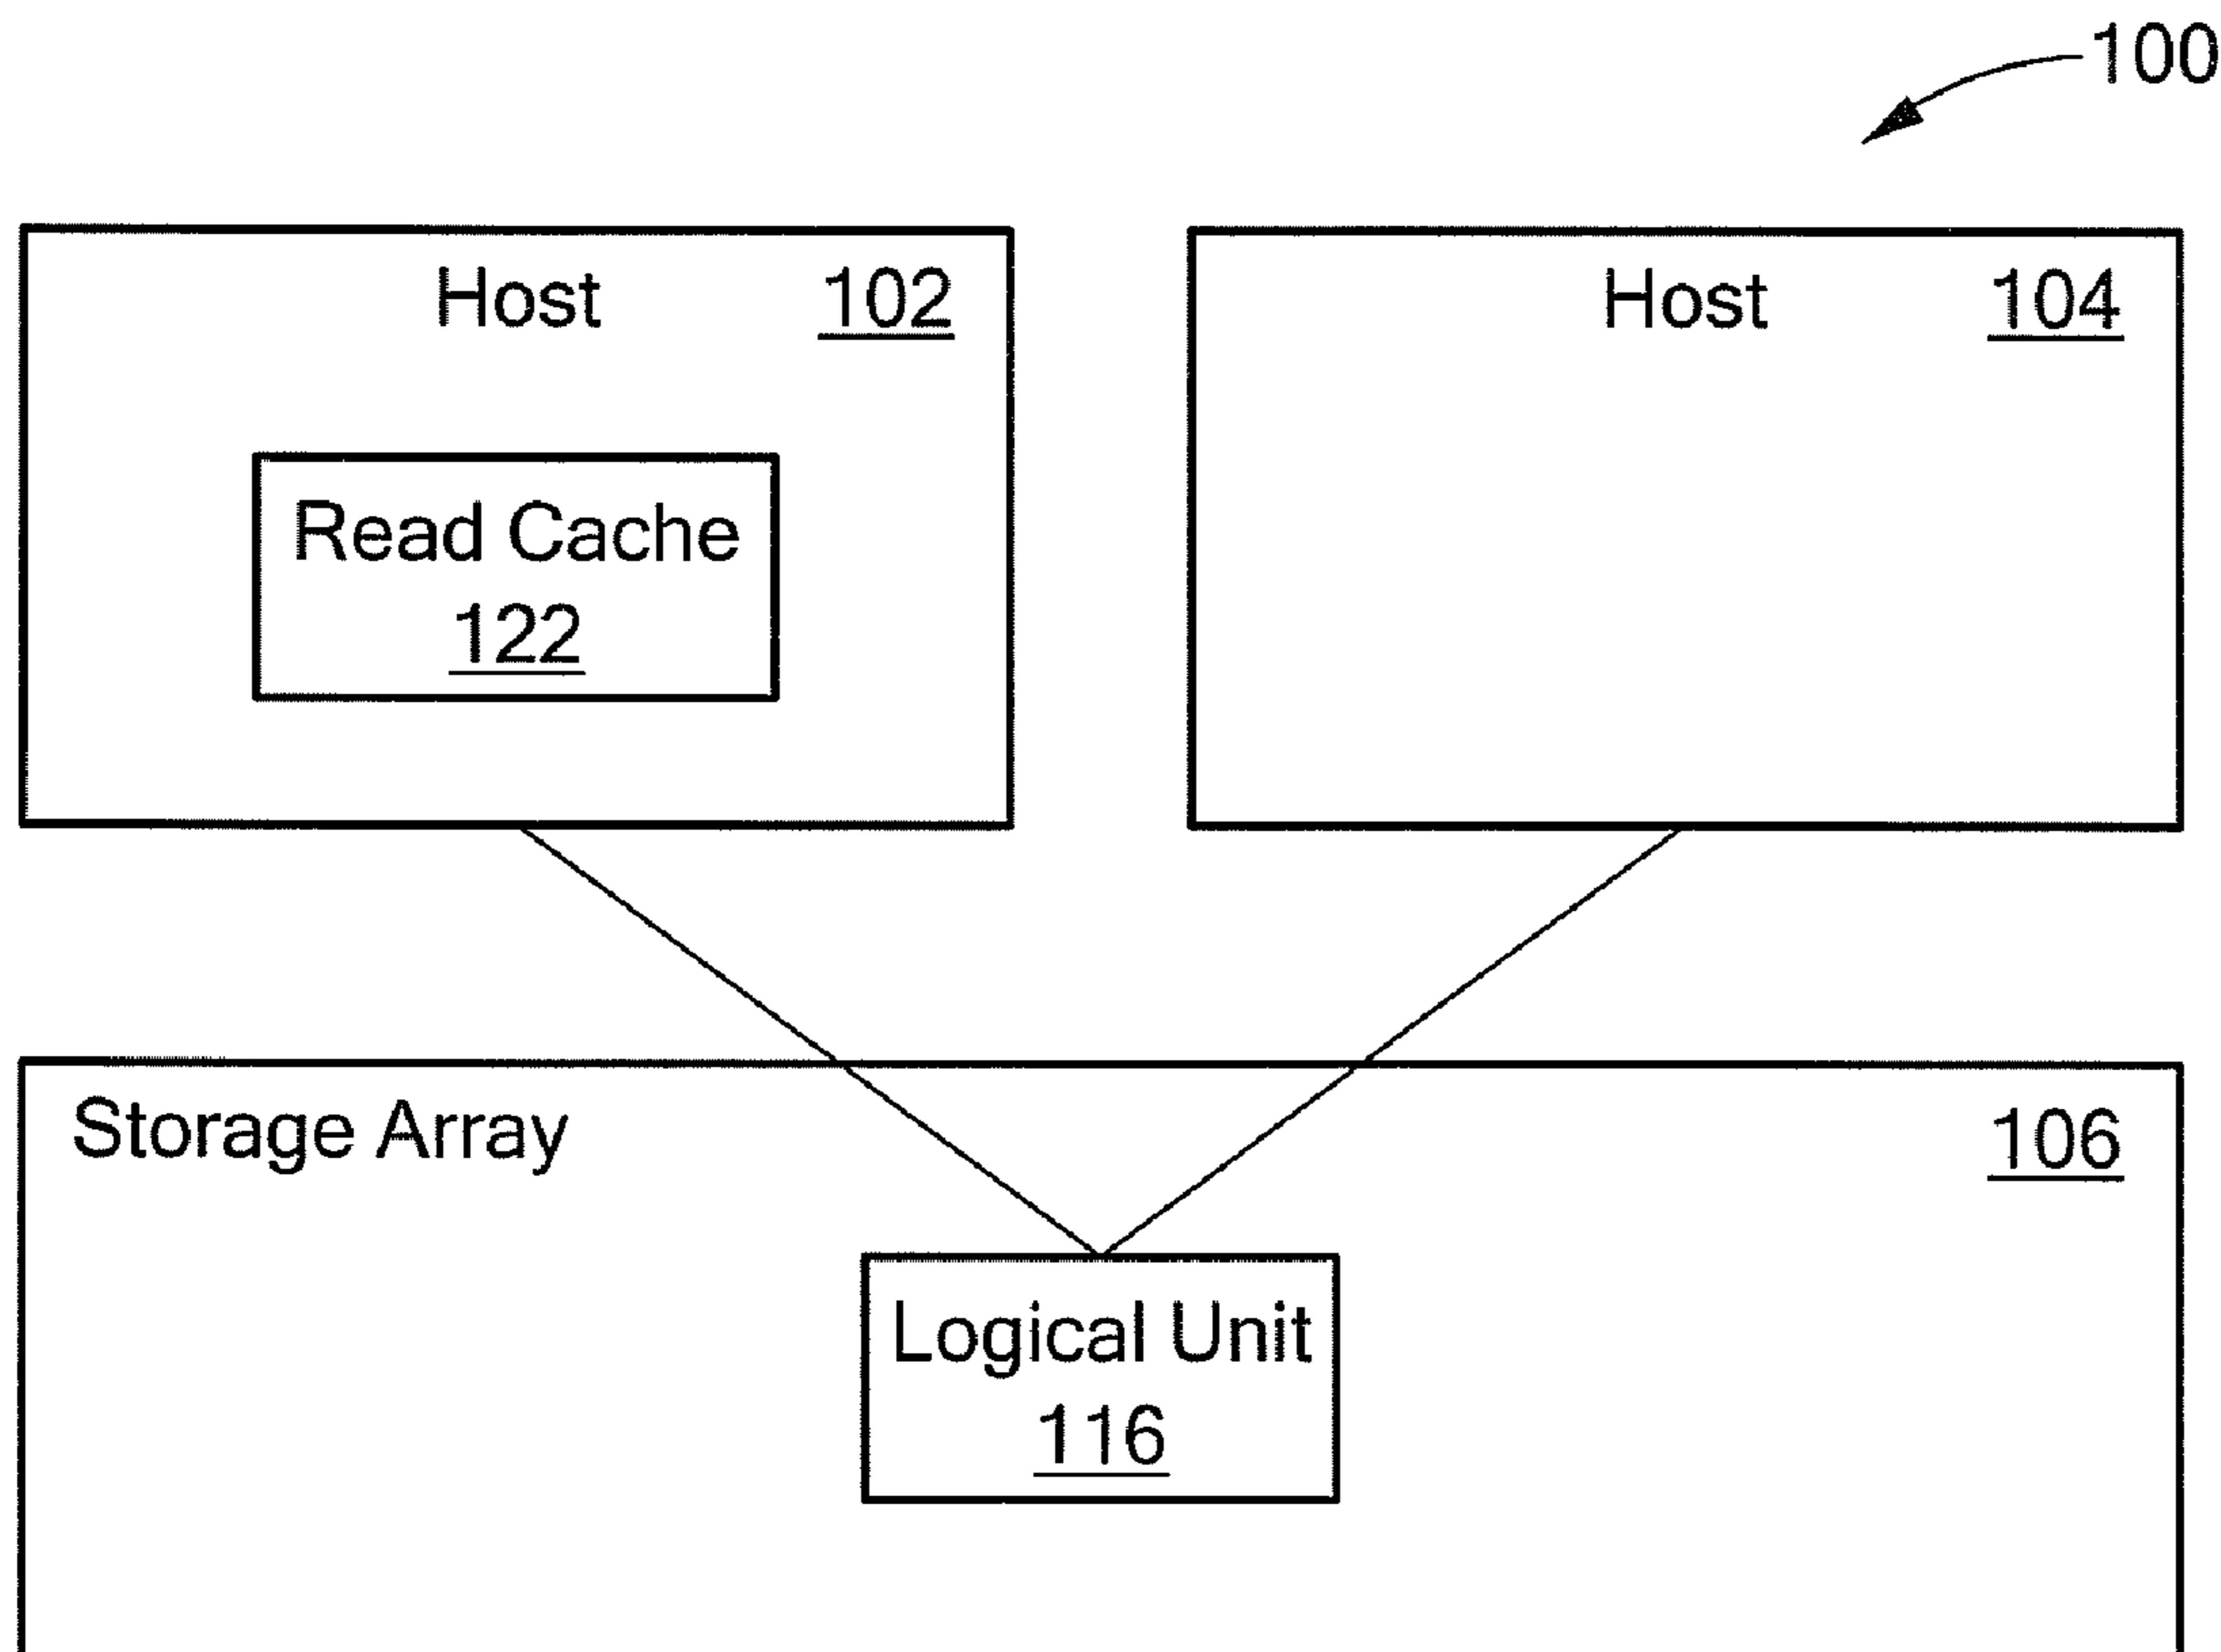 100
Host 102
Read Cache
122
Host 104
Storage Array 106
Logical Unit
116